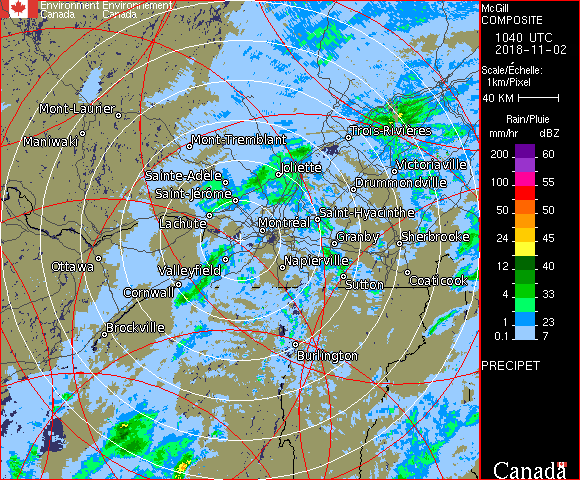 Environment Environnement
Canada Canada
McGill
COMPOSITE
1040 UTC
2018-11-02
Scale/Échelle:
1km/Pixel
40 KM
Rain/Pluie
mm/hr dBZ
200 60
100 55
50 50
24 45
12 40
4 33
1 23
0.1 7
PRECIPET
Canada
Mont-Laurier
Maniwaki
Mont-Tremblant
Trois-Rivières
Sainte-Adèle
Joliette
Victoriaville
Saint-Jérôme
Drummondville
Lachute
Montréal
Saint-Hyacinthe
Granby
Sherbrooke
Ottawa
Valleyfield
Napierville
Sutton
Coaticook
Cornwall
Brockville
Burlington